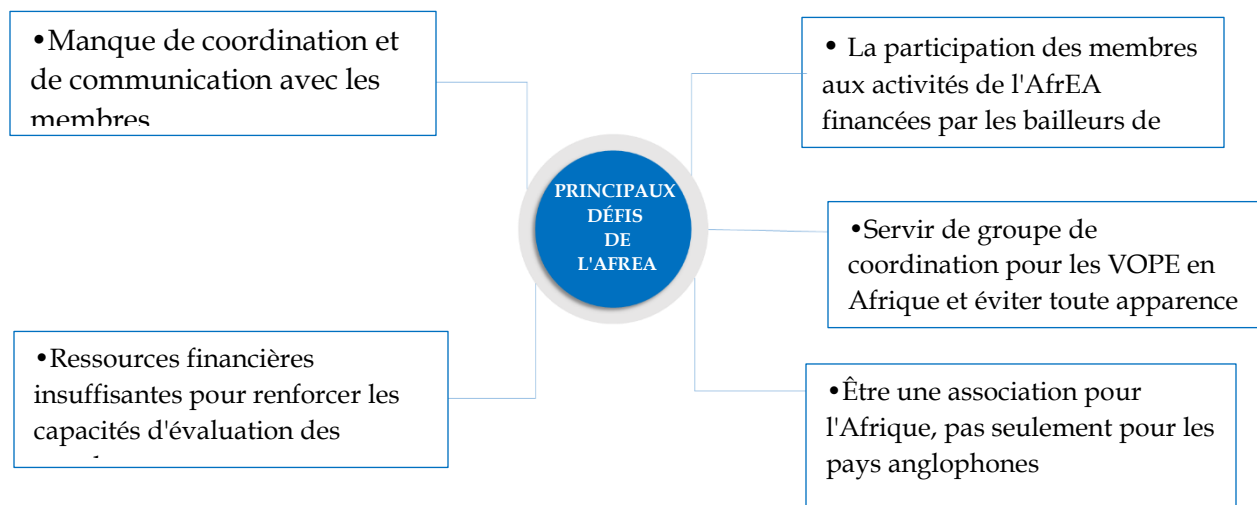 •Manque de coordination et
de communication avec les
membres
•Ressources financières
insuffisantes pour renforcer les
capacités d'évaluation des
PRINCIPAUX
DÉFIS
DE
L'AFREA
• La participation des membres
aux activités de l'AfrEA
financées par les bailleurs de
•Servir de groupe de
coordination pour les VOPE en
Afrique et éviter toute apparence
•Être une association pour
l'Afrique, pas seulement pour les
pays anglophones